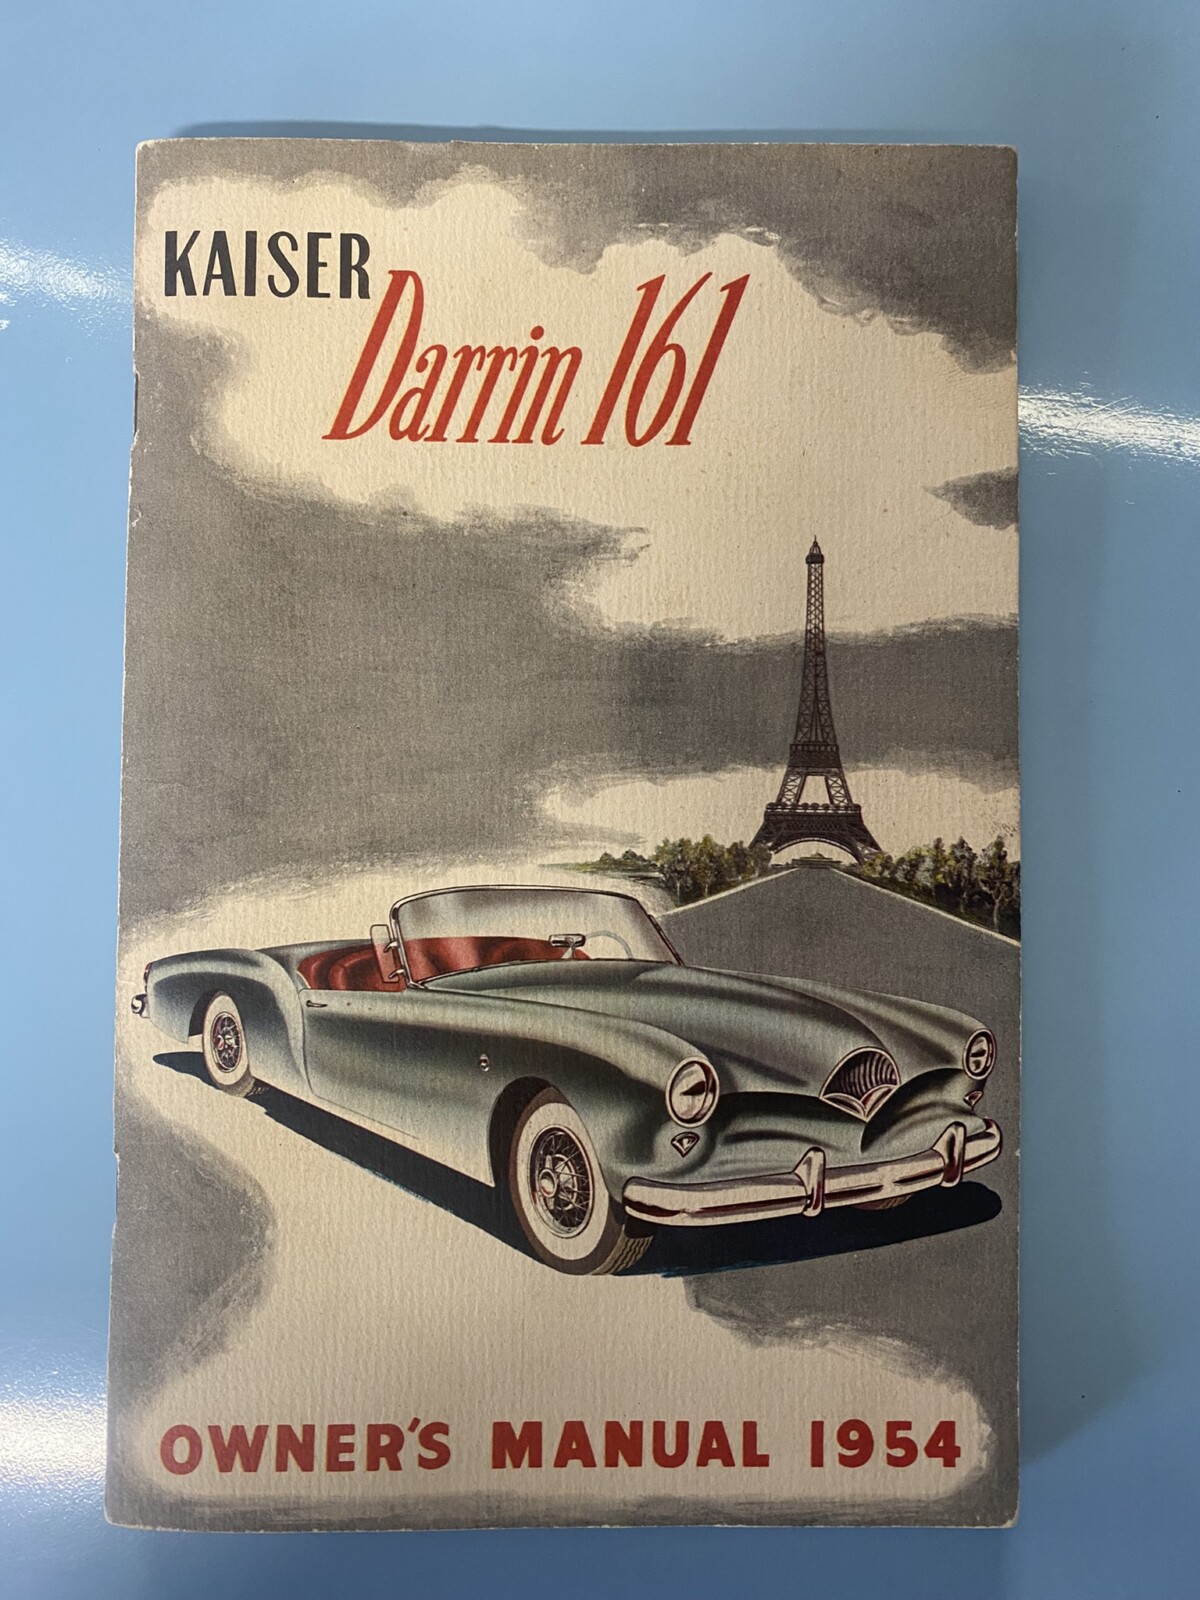 KAISER
Darrin 161
OWNER'S MANUAL 1954